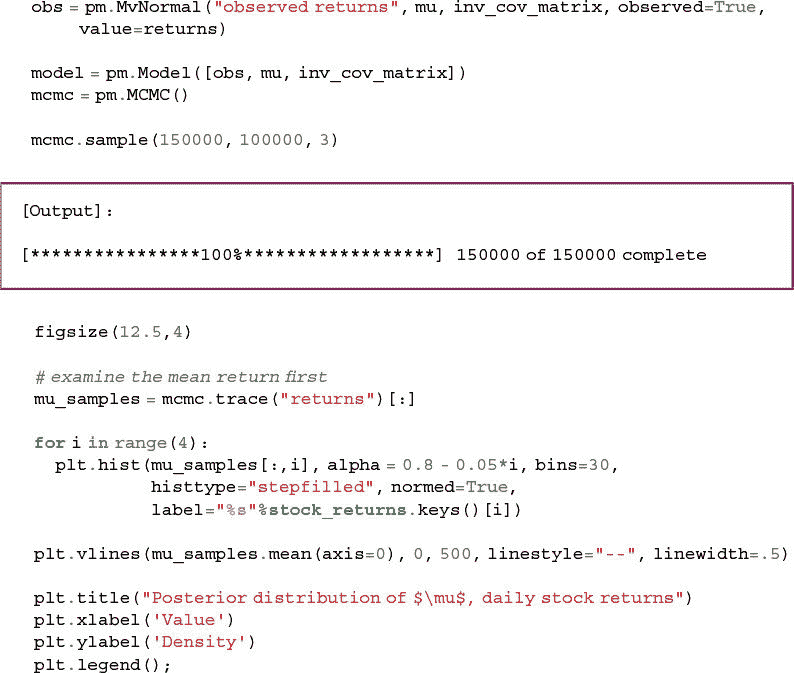 obs = pm.MvNormal("observed returns", mu, inv_cov_matrix, observed=True,
value=returns)
model = pm.Model([obs, mu, inv_cov_matrix])
mcmc = pm.MCMC()
mcmc.sample(150000, 100000, 3)
[Output]:
[****************100%******************] 150000 of 150000 complete
figsize(12.5,4)
# examine the mean return first
mu_samples = mcmc.trace("returns")[:]
for i in range(4):
plt.hist(mu_samples[:,i], alpha = 0.8 - 0.05*i, bins=30,
histtype="stepfilled", normed=True,
label="%s"%stock_returns.keys()[i])
plt.vlines(mu_samples.mean(axis=0), 0, 500, linestyle="--", linewidth=.5)
plt.title("Posterior distribution of $\mu$, daily stock returns")
plt.xlabel('Value')
plt.ylabel('Density')
plt.legend();